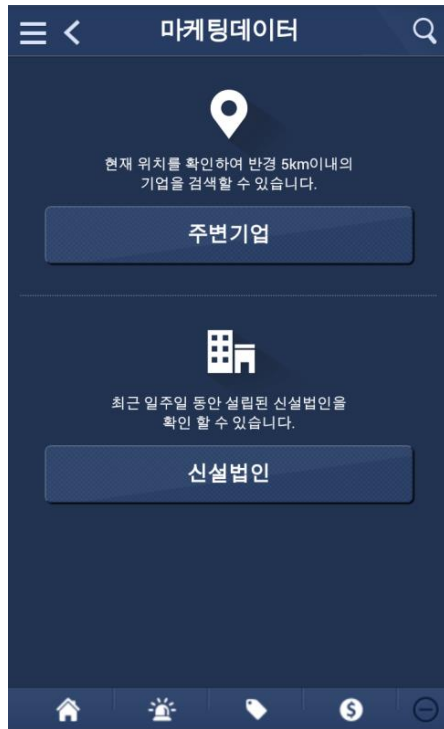 마케팅데이터
현재 위치를 확인하여 반경 5km이내의
기업을 검색할 수 있습니다.
주변기업
최근 일주일 동안 설립된 신설법인을
확인 할 수 있습니다.
신설법인